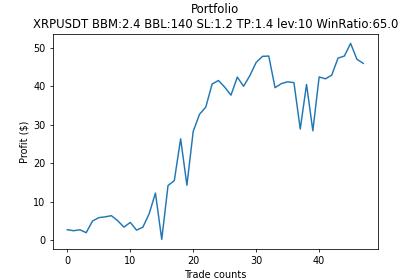 Portfolio
XRPUSDT BBM:2.4 BBL:140 SL:1.2 TP:1.4 lev:10 WinRatio:65.0
50
40
30
20
10
0
Profit ($)
0 10 20 30 40
Trade counts